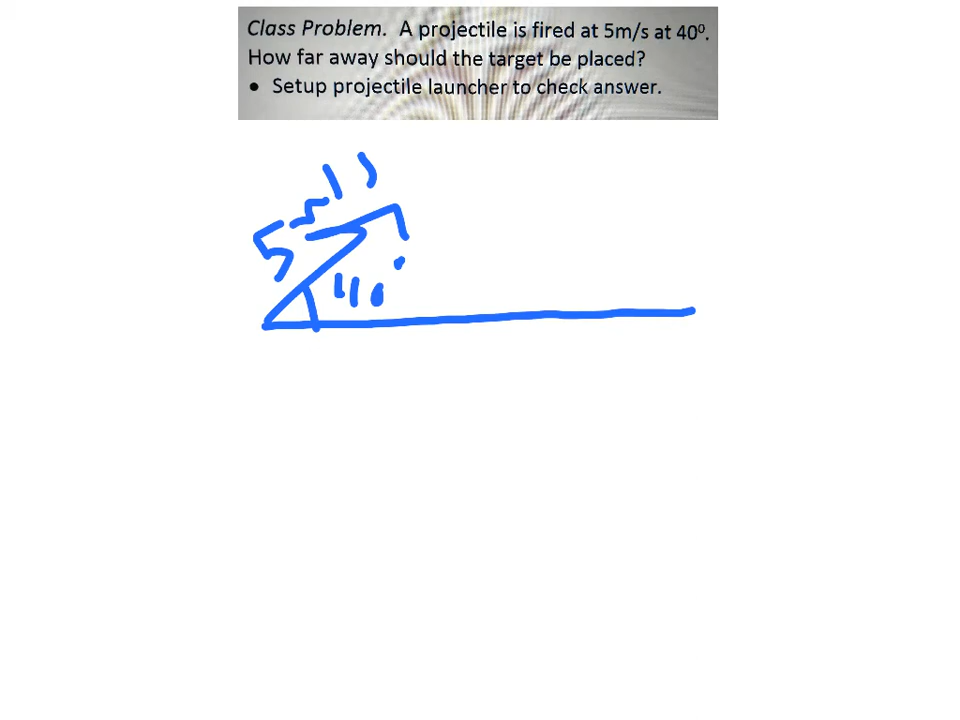 Class Problem. A projectile is fired at 5m/s at 40⁰.
How far away should the target be placed?
• Setup projectile launcher to check answer.
5 m/s
40°